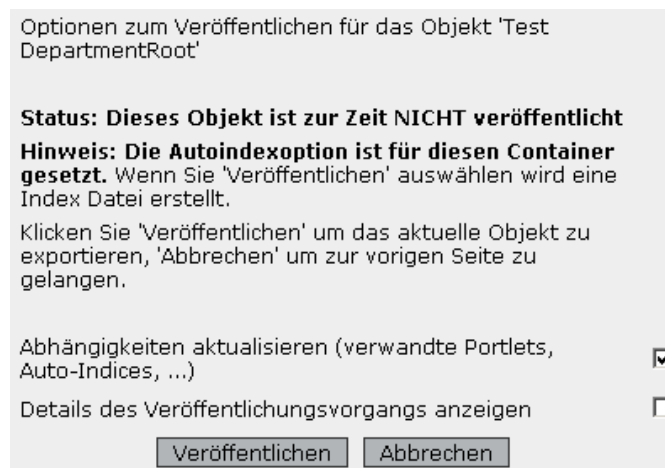 Optionen zum Veröffentlichen für das Objekt 'Test
DepartmentRoot'
Status: Dieses Objekt ist zur Zeit NICHT veröffentlicht
Hinweis: Die Autoindexoption ist für diesen Container
gesetzt. Wenn Sie 'Veröffentlichen' auswählen wird eine
Index Datei erstellt.
Klicken Sie 'Veröffentlichen' um das aktuelle Objekt zu
exportieren, 'Abbrechen' um zur vorigen Seite zu
gelangen.
Abhängigkeiten aktualisieren (verwandte Portlets,
Auto-Indices, ...)
Details des Veröffentlichungsvorgangs anzeigen
Veröffentlichen Abbrechen